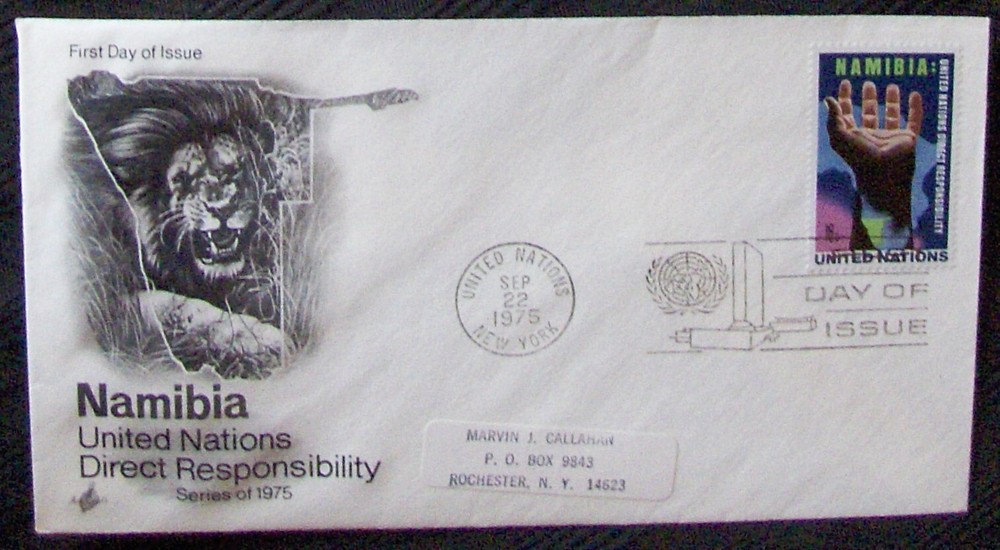 First Day of Issue
NAMIBIA:
UNITED NATIONS DIRECT RESPONSIBILITY
UNITED NATIONS
UNITED NATIONS
SEP
22
1975
NEW YORK
DAY OF
ISSUE
Namibia
United Nations
Direct Responsibility
Series of 1975
MARVIN J. CALLAHAN
P. O. BOX 9843
ROCHESTER, N. Y. 14623